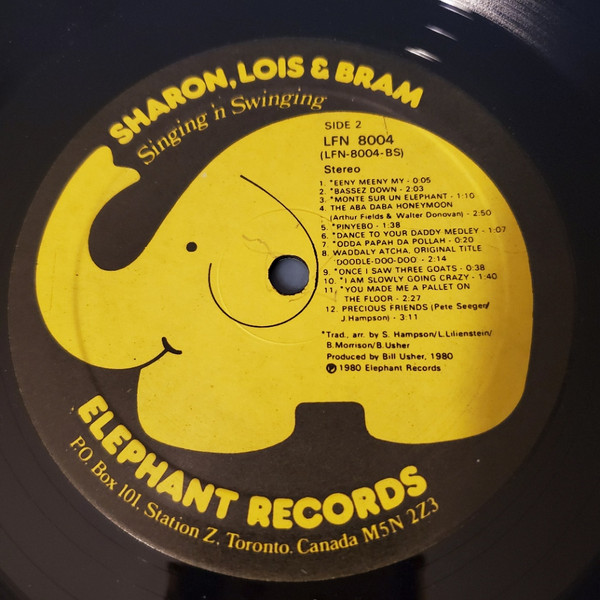 SHARON, LOIS & BRAM
Singing 'n Swinging
SIDE 2
LFN 8004
(LFN-8004-BS)
Stereo
1. *EENY MEENY MY - 0:05
2. *BASSEZ DOWN - 2:03
3. *MONTE SUR UN ELEPHANT - 1:10
4. THE ABA DABA HONEYMOON
(Arthur Fields & Walter Donovan) - 2:50
5. *PINYEBO - 1:38
6. *DANCE TO YOUR DADDY MEDLEY - 1:07
7. *ODDA PAPAH DA POLLAH - 0:20
8. WADDALY ATCHA, ORIGINAL TITLE
DOODLE-DOO-DOO - 2:14
9. *ONCE I SAW THREE GOATS - 0:38
10. *I AM SLOWLY GOING CRAZY - 1:40
11. *YOU MADE ME A PALLET ON
THE FLOOR - 2:27
12. PRECIOUS FRIENDS (Pete Seeger/
J.Hampson) - 3:11
*Trad., arr. by S. Hampson/L.Lilienstein/
B.Morrison/B.Usher
Produced by Bill Usher, 1980
℗ 1980 Elephant Records
ELEPHANT RECORDS
P.O. Box 101, Station Z, Toronto, Canada M5N 2Z3